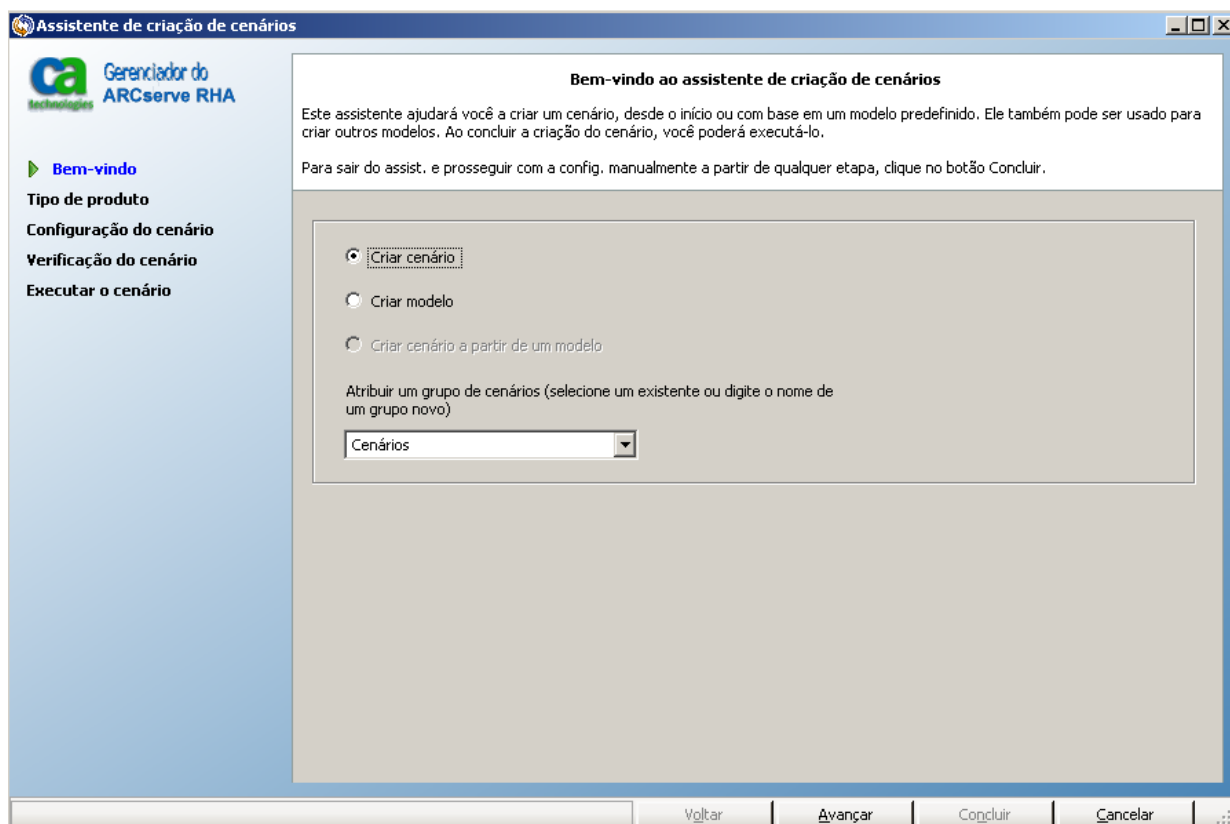 Assistente de criação de cenários
ca
technologies
Gerenciador do
ARCserve RHA
Bem-vindo
Tipo de produto
Configuração do cenário
Verificação do cenário
Executar o cenário
Bem-vindo ao assistente de criação de cenários
Este assistente ajudará você a criar um cenário, desde o início ou com base em um modelo predefinido. Ele também pode ser usado para
criar outros modelos. Ao concluir a criação do cenário, você poderá executá-lo.
Para sair do assist. e prosseguir com a config. manualmente a partir de qualquer etapa, clique no botão Concluir.
Criar cenário
Criar modelo
Criar cenário a partir de um modelo
Atribuir um grupo de cenários (selecione um existente ou digite o nome de
um grupo novo)
Cenários
Voltar
Avançar
Concluir
Cancelar